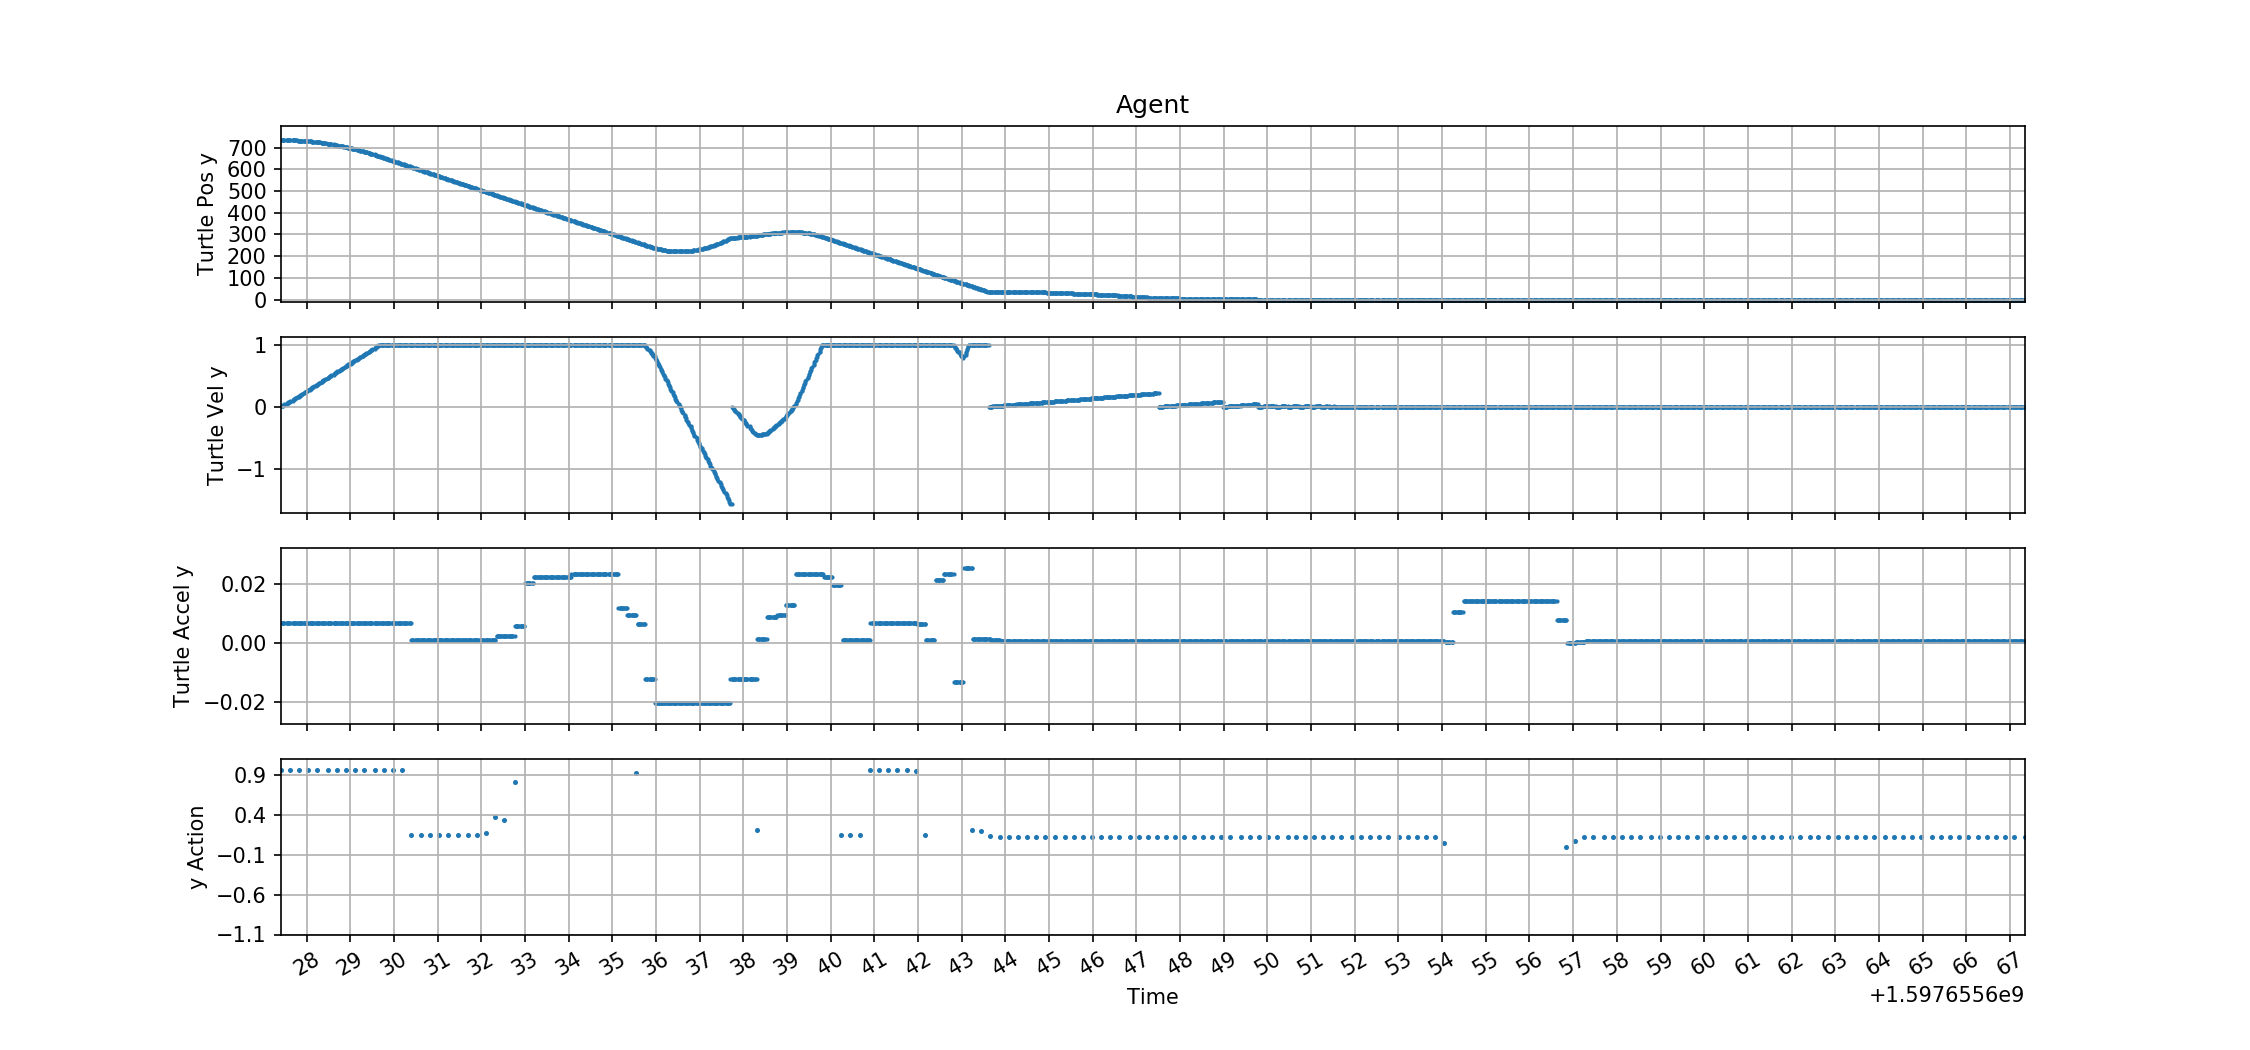 Agent
Turtle Pos y
700
600
500
400
300
200
100
0
Turtle Vel y
1
0
−1
Turtle Accel y
0.02
0.00
−0.02
y Action
0.9
0.4
−0.1
−0.6
−1.1
28 29 30 31 32 33 34 35 36 37 38 39 40 41 42 43 44 45 46 47 48 49 50 51 52 53 54 55 56 57 58 59 60 61 62 63 64 65 66 67
Time
+1.5976556e9